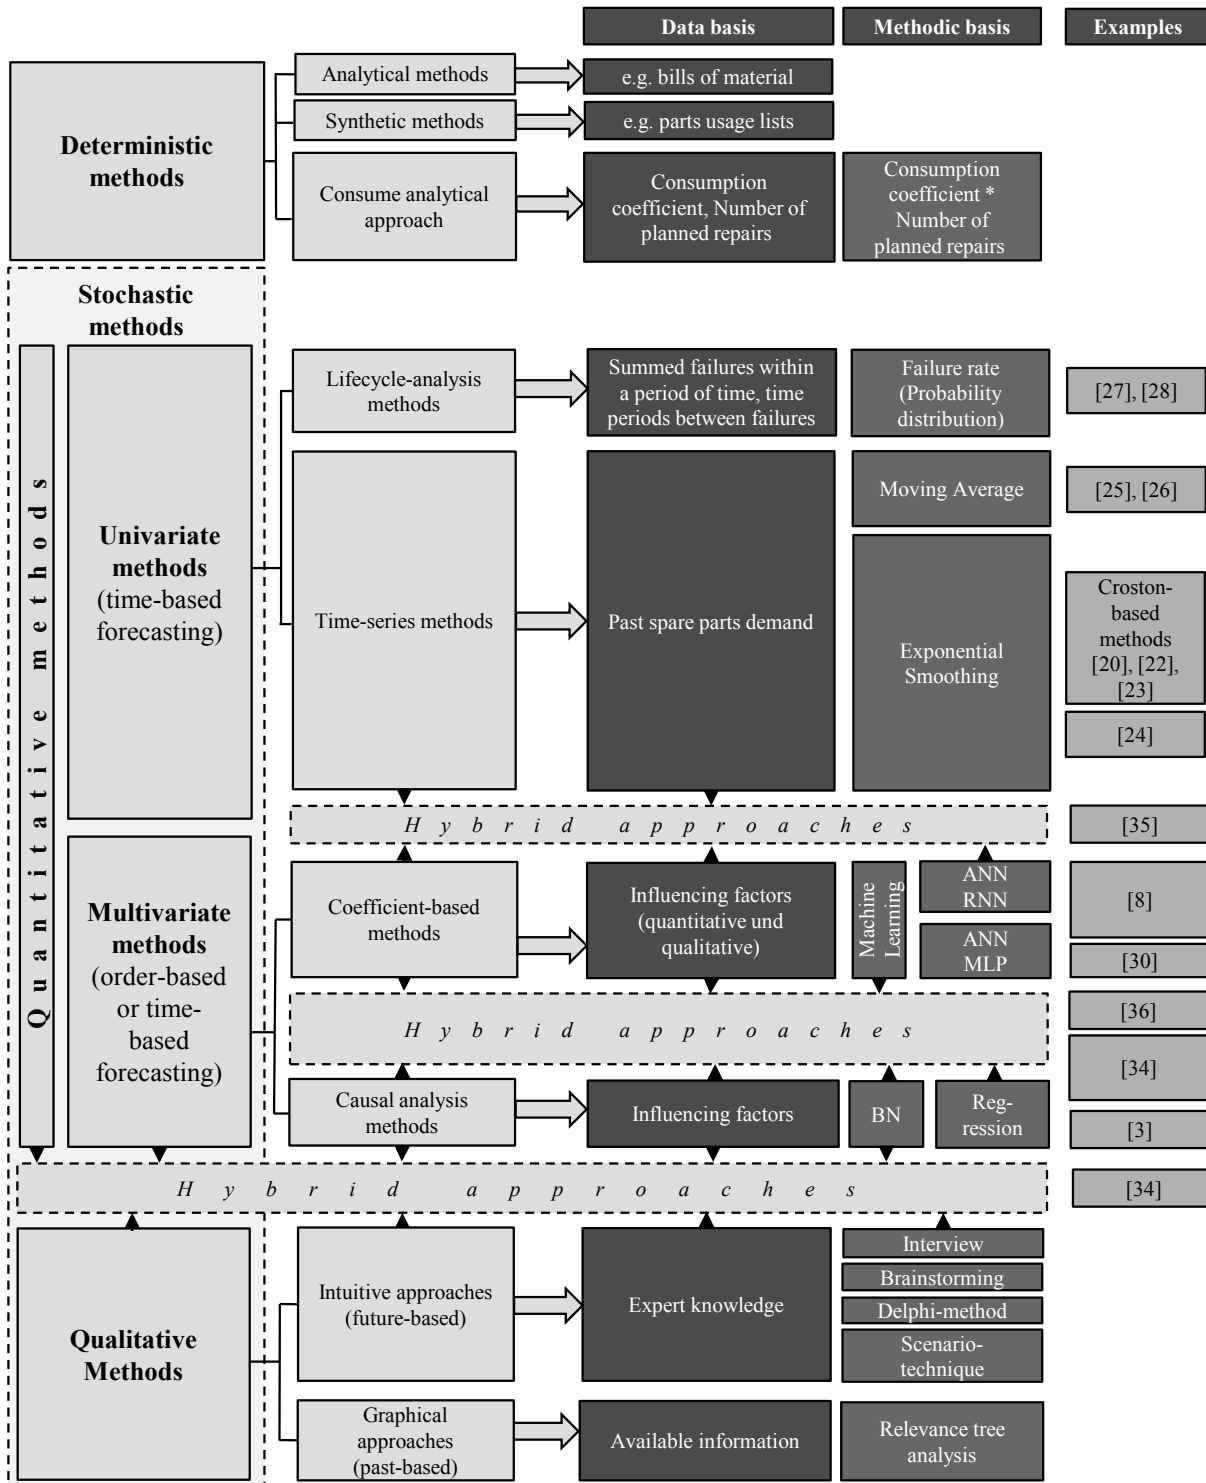 Data basis
Methodic basis
Examples
Deterministic
methods
Analytical methods
e.g. bills of material
Synthetic methods
e.g. parts usage lists
Consume analytical
approach
Consumption
coefficient, Number of
planned repairs
Consumption
coefficient *
Number of
planned repairs
Stochastic
methods
Quantitative methods
Univariate
methods
(time-based
forecasting)
Lifecycle-analysis
methods
Summed failures within
a period of time, time
periods between failures
Failure rate
(Probability
distribution)
[27], [28]
Time-series methods
Past spare parts demand
Moving Average
[25], [26]
Exponential
Smoothing
Croston-
based
methods
[20], [22],
[23]
[24]
Hybrid approaches
[35]
Multivariate
methods
(order-based
or time-
based
forecasting)
Coefficient-based
methods
Influencing factors
(quantitative und
qualitative)
Machine
Learning
ANN
RNN
[8]
ANN
MLP
[30]
Hybrid approaches
[36]
[34]
Causal analysis
methods
Influencing factors
BN
Reg-
ression
[3]
Hybrid approaches
[34]
Qualitative
Methods
Intuitive approaches
(future-based)
Expert knowledge
Interview
Brainstorming
Delphi-method
Scenario-
technique
Graphical
approaches
(past-based)
Available information
Relevance tree
analysis